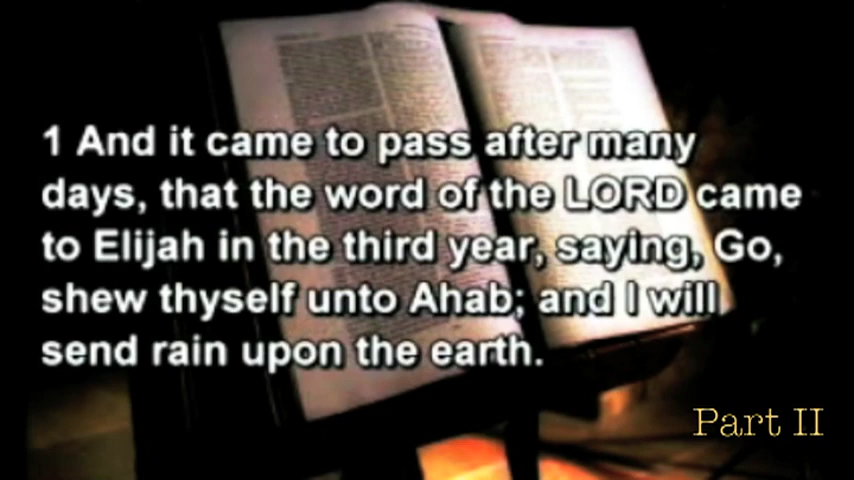 1 And it came to pass after many
days, that the word of the LORD came
to Elijah in the third year, saying, Go,
shew thyself unto Ahab; and I will
send rain upon the earth.
Part II